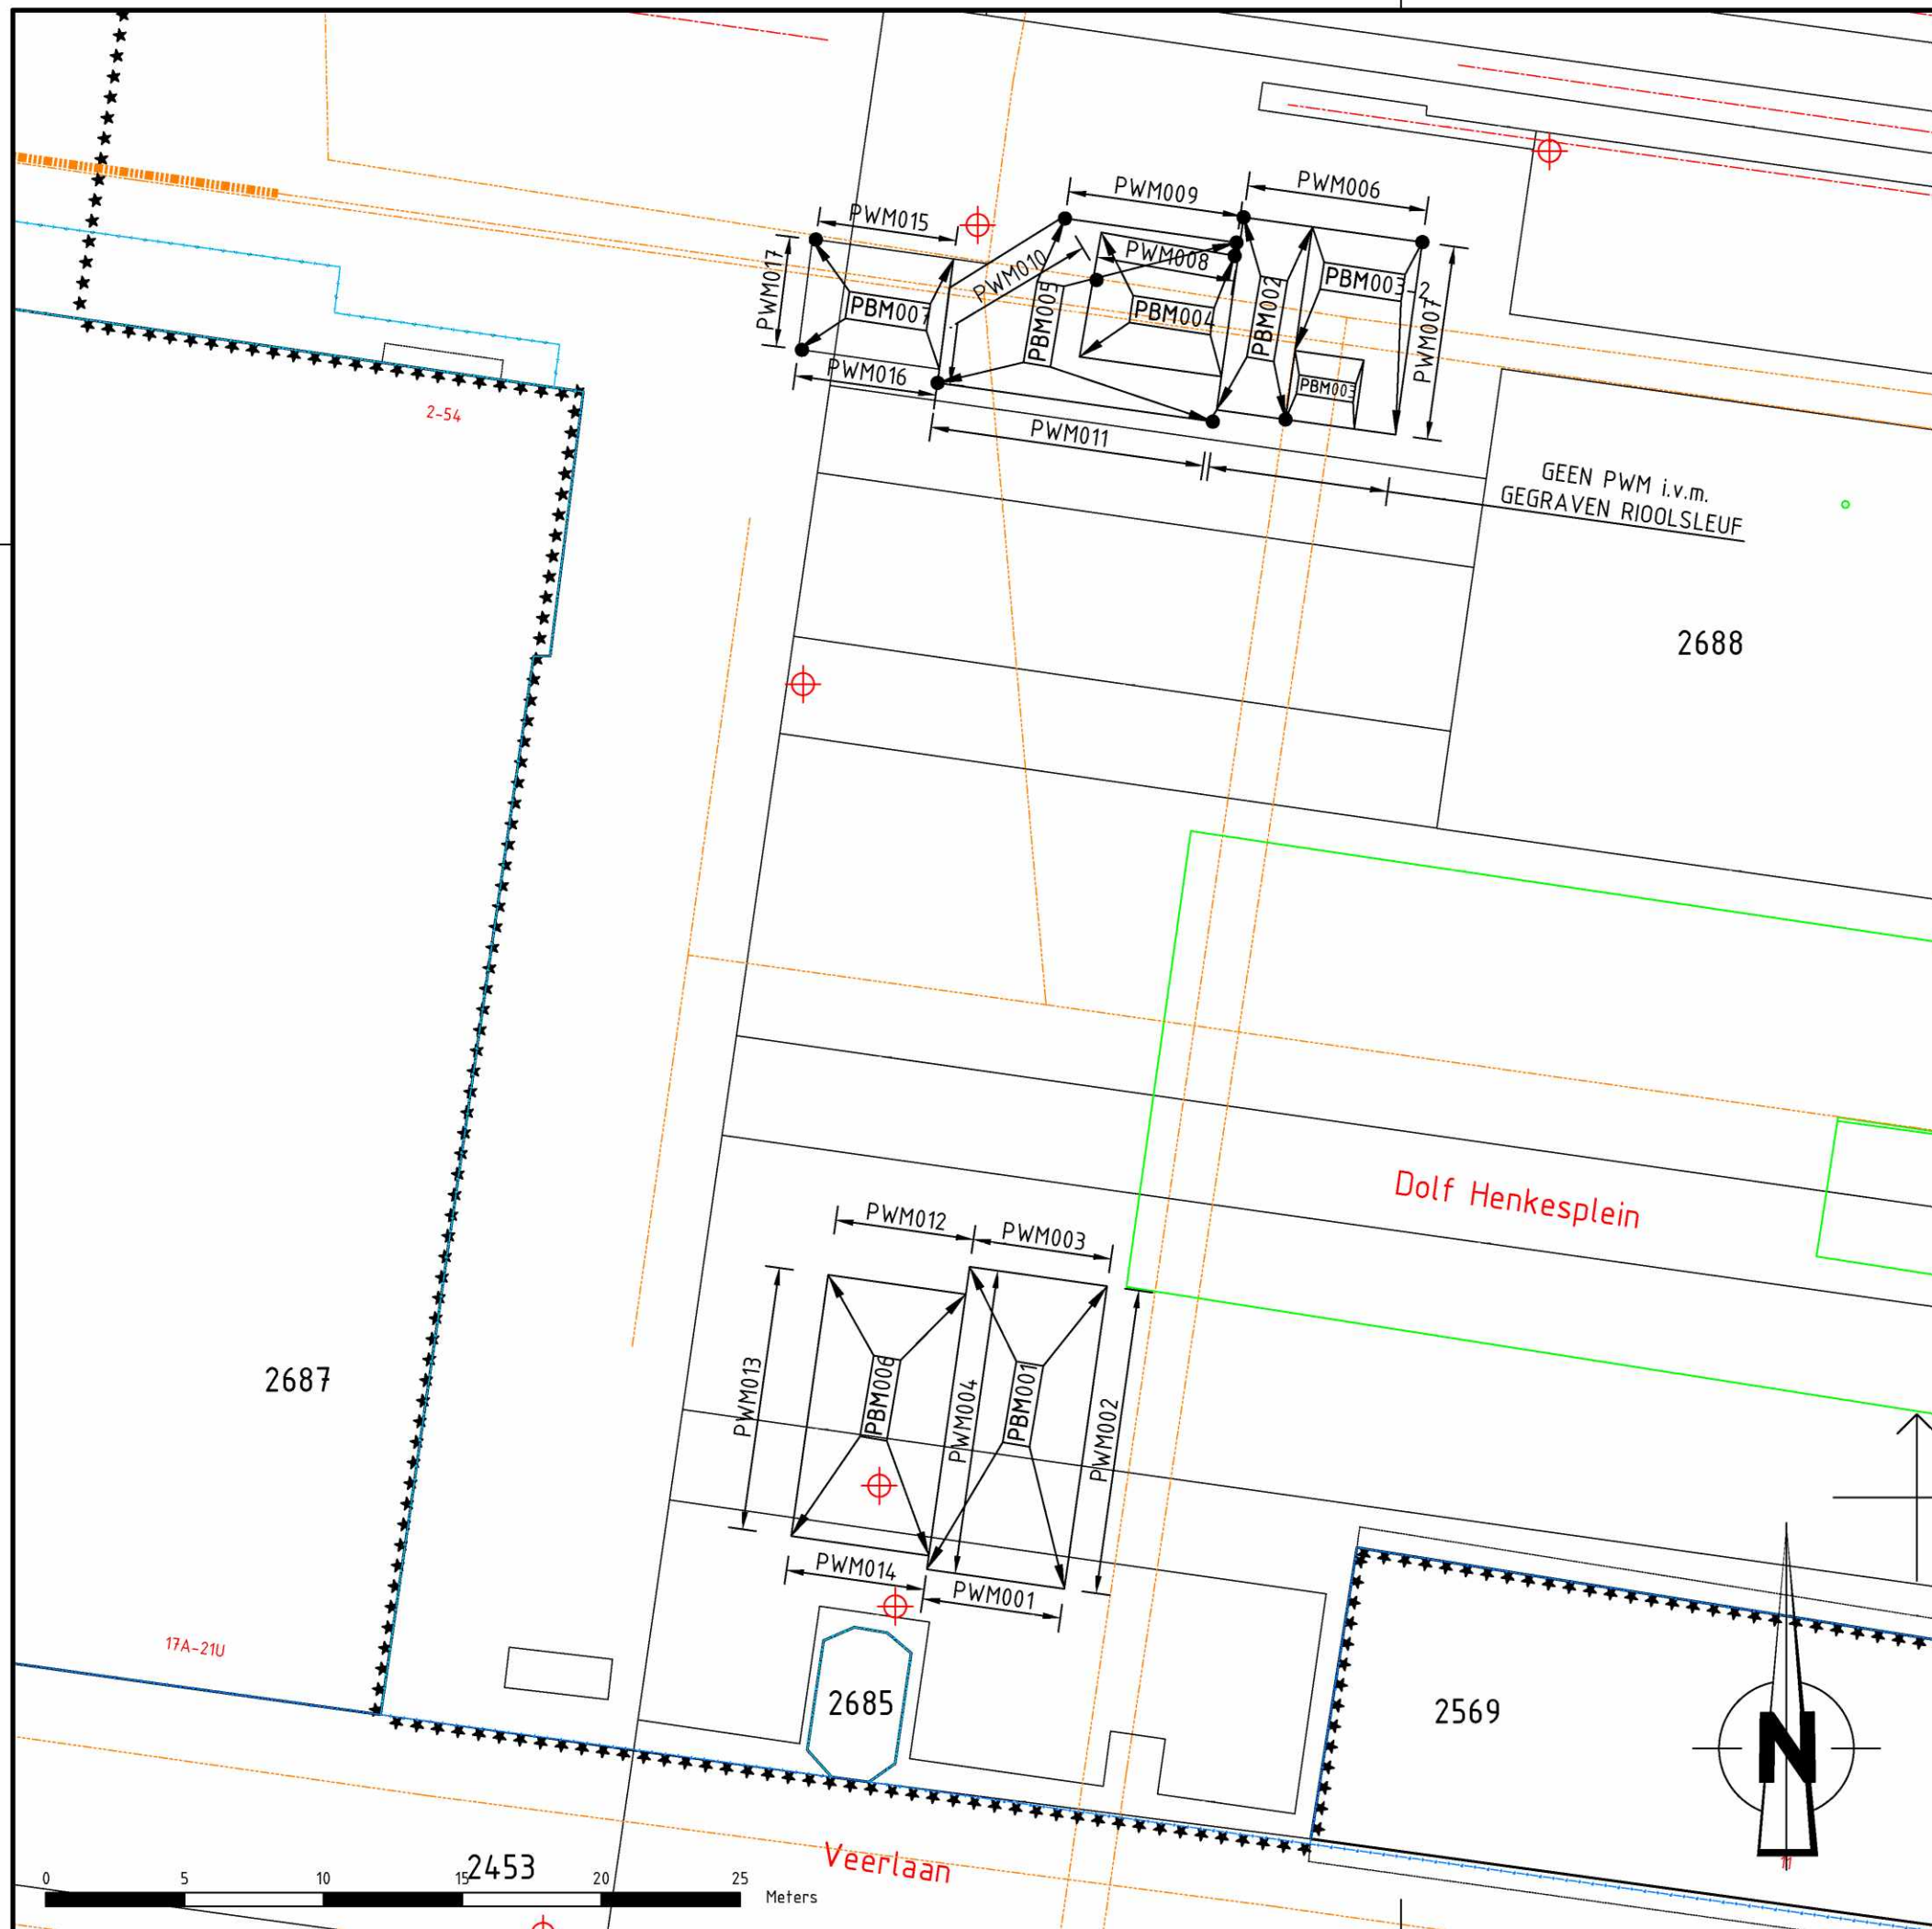 PWM009
PWM006
PWM015
PWM017
PWM010
PWM008
PBM007
PBM005
PBM004
PBM002
PBM003-2
PWM007
PWM016
PBM003
2-54
PWM011
GEEN PWM i.v.m.
GEGRAVEN RIOOLSLEUF
2688
Dolf Henkesplein
PWM012
PWM003
2687
PWM013
PBM006
PWM004
PBM001
PWM002
PWM014
PWM001
17A-21U
2685
2569
N
Veerlaan
2453
0 5 10 15 20 25
Meters